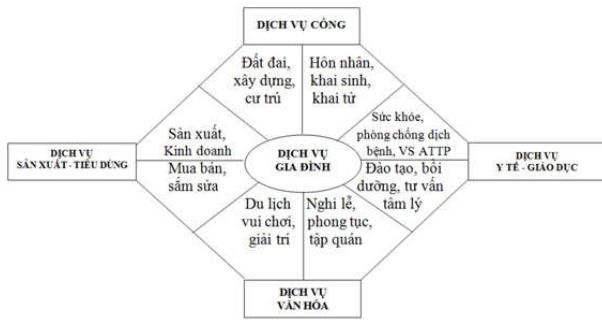 DỊCH VỤ CÔNG
Đất đai,
xây dựng,
cư trú
Hôn nhân,
khai sinh,
khai tử
Sản xuất,
Kinh doanh
Mua bán,
sắm sửa
Sức khỏe,
phòng chống dịch
bệnh, VS ATTP
Đào tạo, bồi
dưỡng, tư vấn
tâm lý
DỊCH VỤ
SẢN XUẤT - TIÊU DÙNG
DỊCH VỤ
GIA ĐÌNH
DỊCH VỤ
Y TẾ - GIÁO DỤC
Du lịch
vui chơi,
giải trí
Nghi lễ,
phong tục,
tập quán
DỊCH VỤ
VĂN HÓA